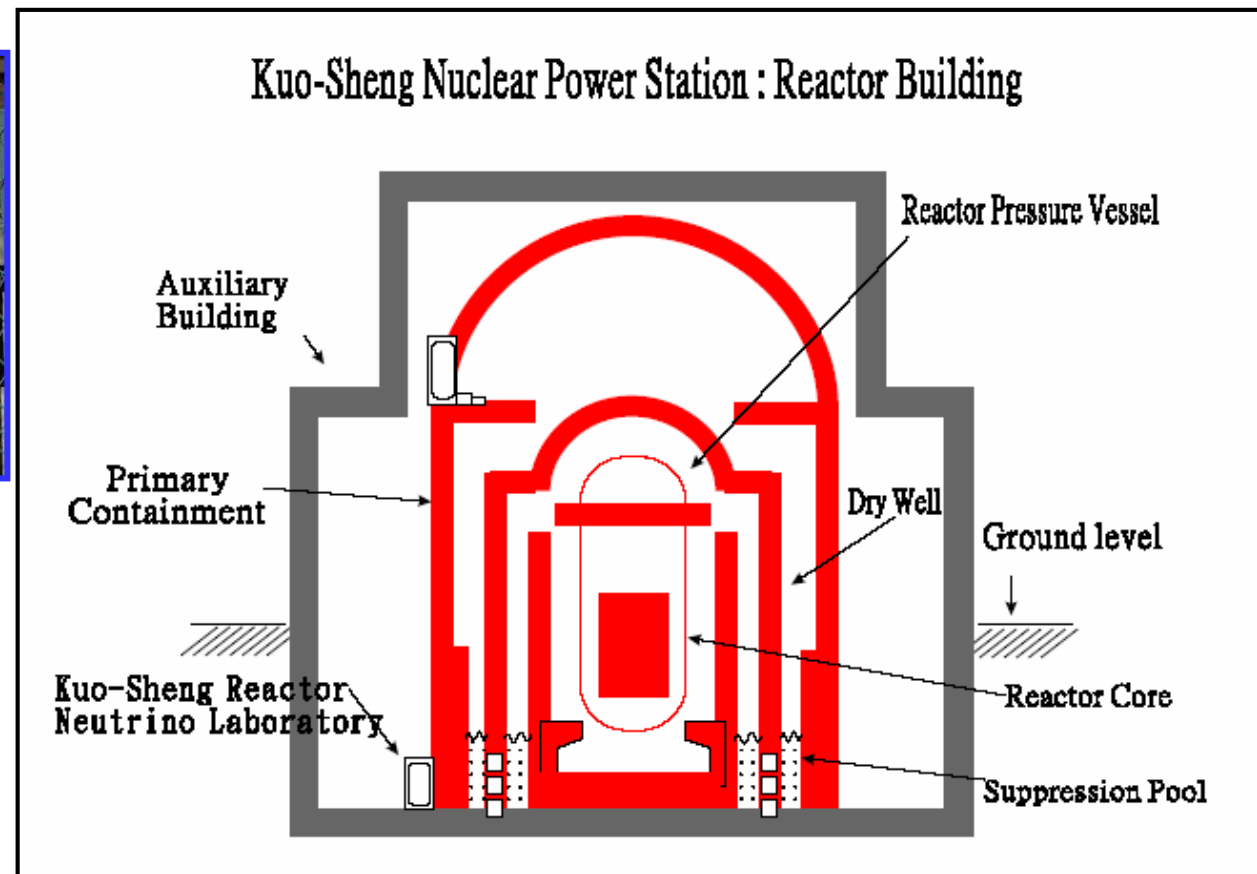 Kuo-Sheng Nuclear Power Station : Reactor Building
Reactor Pressure Vessel
Auxiliary
Building
Primary
Containment
Dry Well
Ground level
Kuo-Sheng Reactor
Neutrino Laboratory
Reactor Core
Suppression Pool